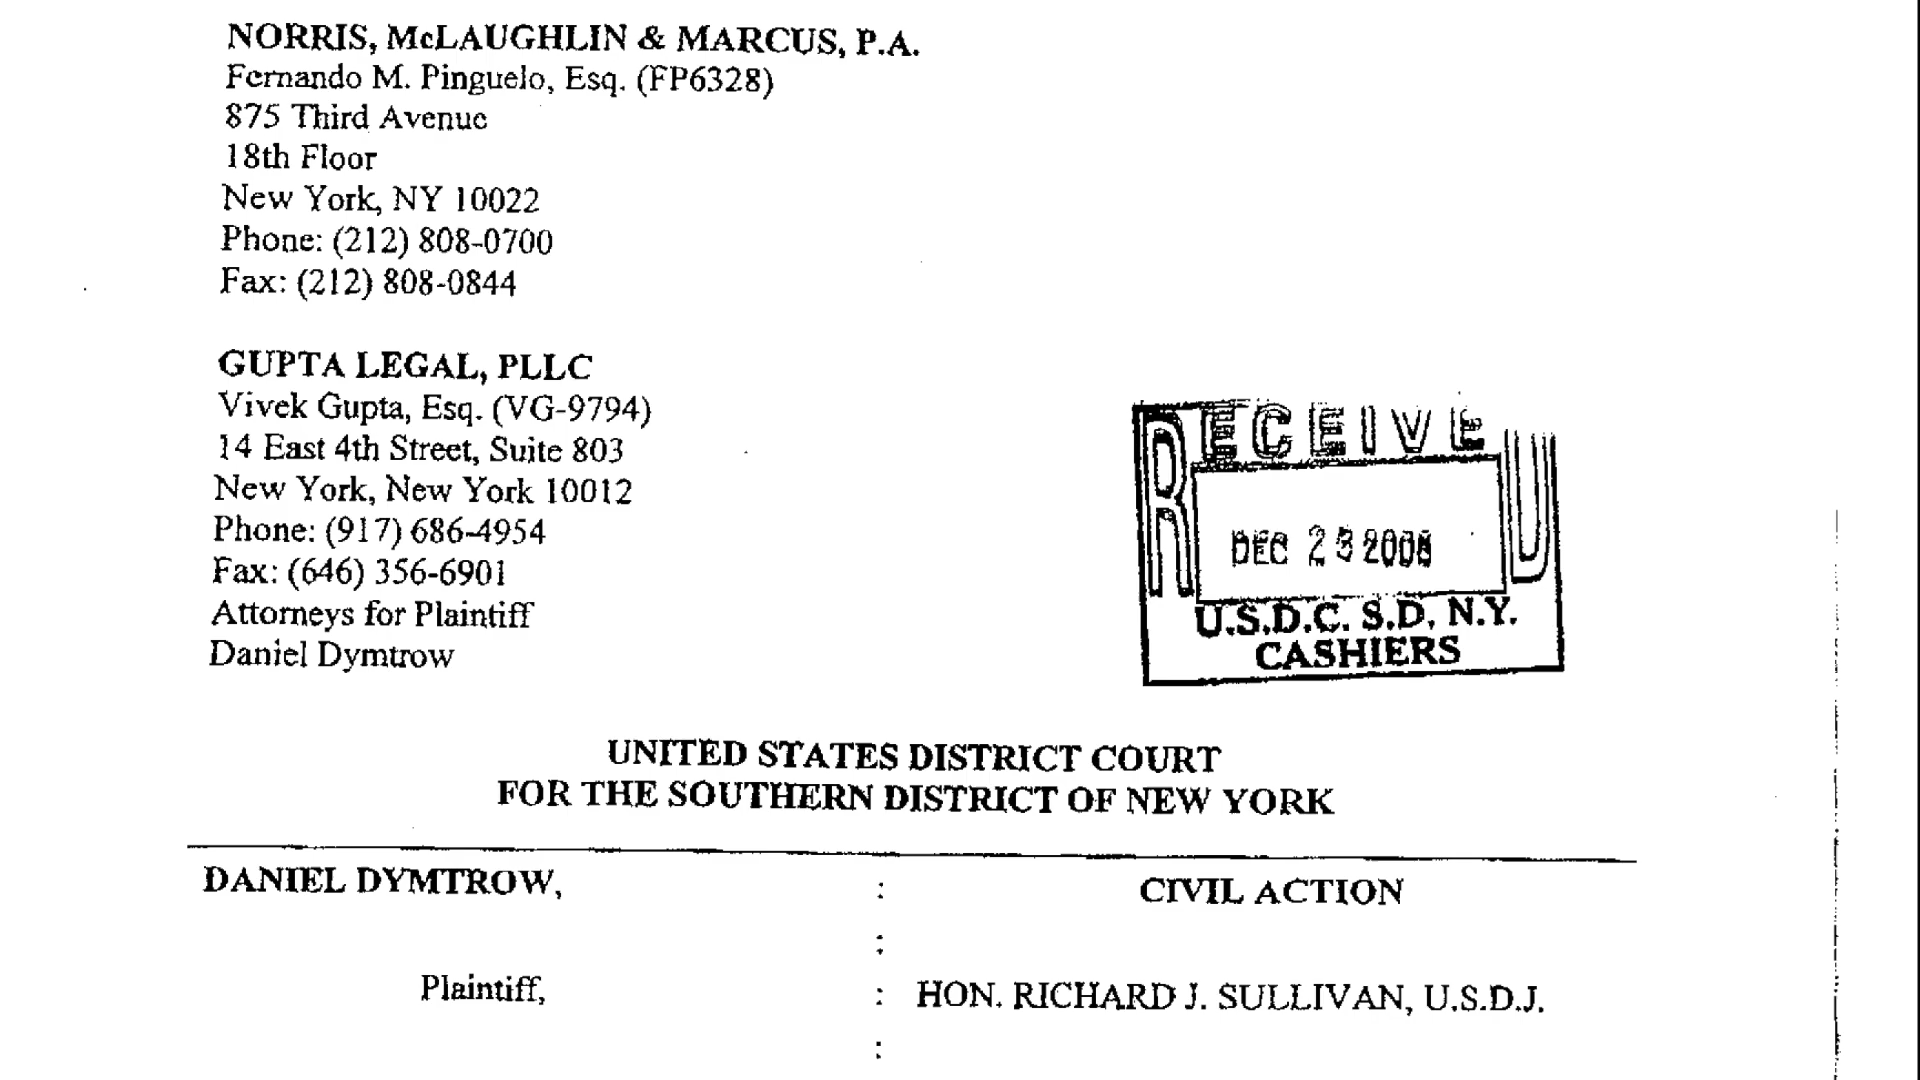 NORRIS, McLAUGHLIN & MARCUS, P.A.
Fernando M. Pinguelo, Esq. (FP6328)
875 Third Avenue
18th Floor
New York, NY 10022
Phone: (212) 808-0700
Fax: (212) 808-0844
GUPTA LEGAL, PLLC
Vivek Gupta, Esq. (VG-9794)
14 East 4th Street, Suite 803
New York, New York 10012
Phone: (917) 686-4954
Fax: (646) 356-6901
Attorneys for Plaintiff
Daniel Dymtrow
RECEIVED
DEC 23 2008
U.S.D.C. S.D. N.Y.
CASHIERS
UNITED STATES DISTRICT COURT
FOR THE SOUTHERN DISTRICT OF NEW YORK
DANIEL DYMTROW, : CIVIL ACTION
:
Plaintiff, : HON. RICHARD J. SULLIVAN, U.S.D.J.
: